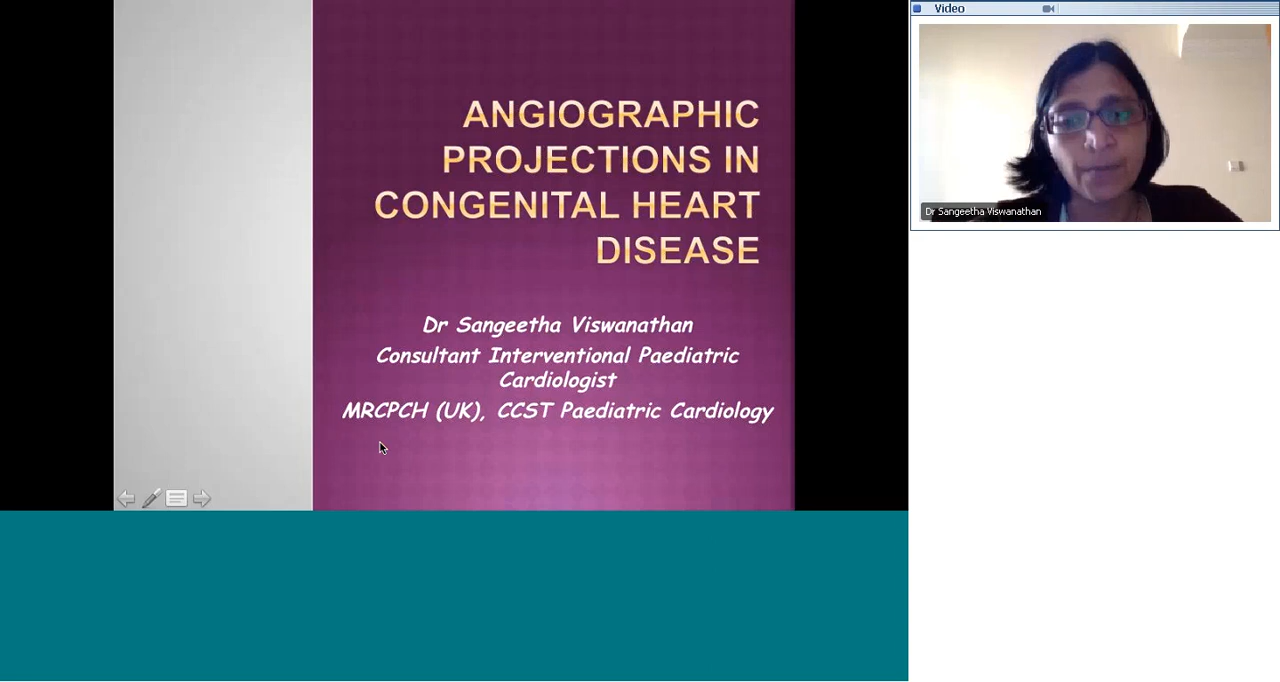 ANGIOGRAPHIC
PROJECTIONS IN
CONGENITAL HEART
DISEASE
Dr Sangeetha Viswanathan
Consultant Interventional Paediatric
Cardiologist
MRCPCH (UK), CCST Paediatric Cardiology
Video
Dr Sangeetha Viswanathan